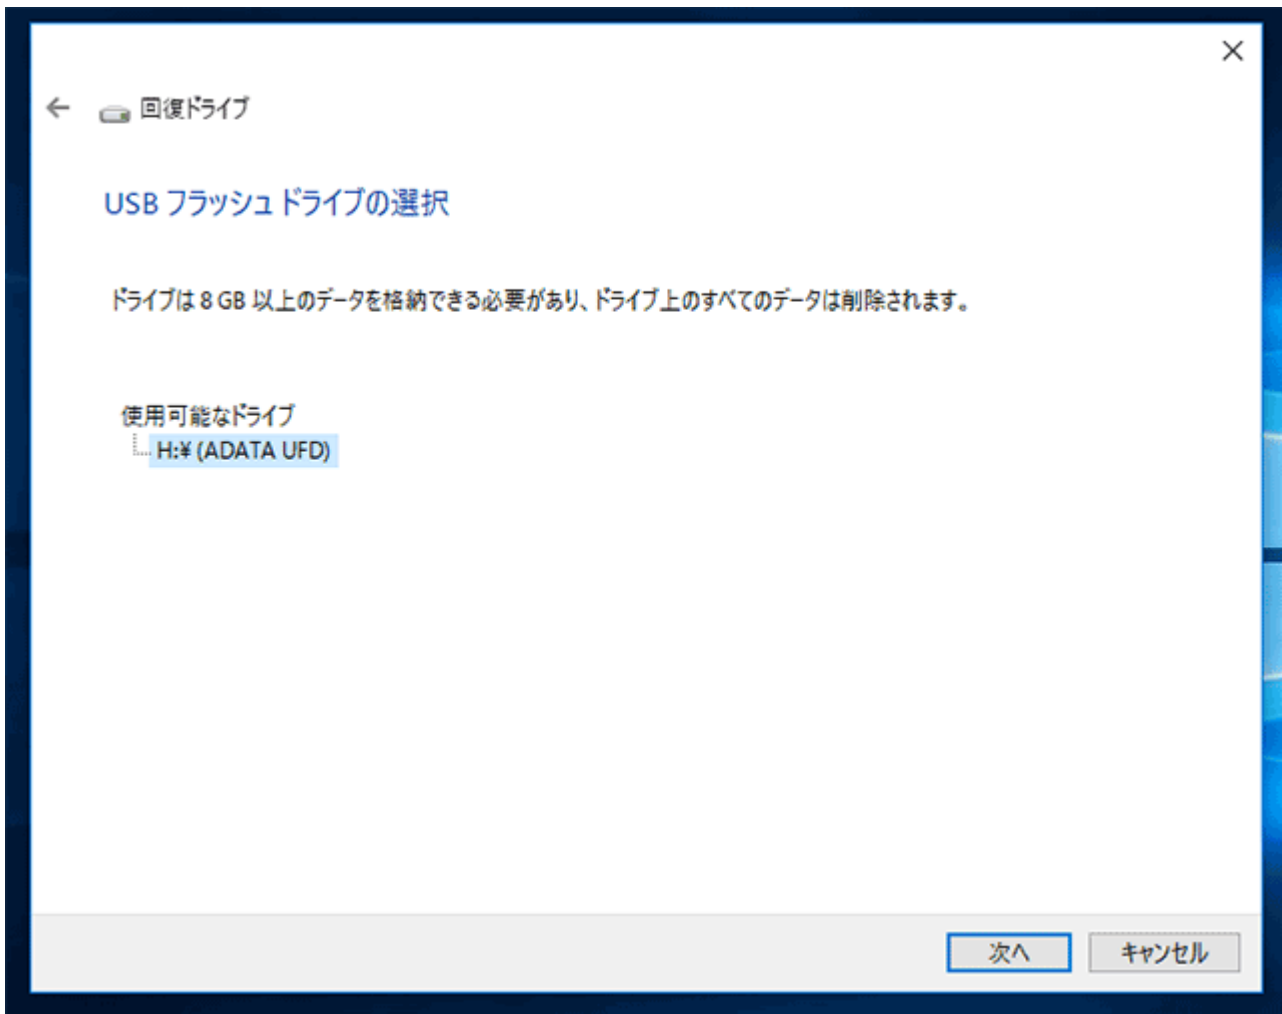 回復ドライブ
USB フラッシュ ドライブの選択
ドライブは 8 GB 以上のデータを格納できる必要があり、ドライブ上のすべてのデータは削除されます。
使用可能なドライブ
H:¥ (ADATA UFD)
次へ
キャンセル